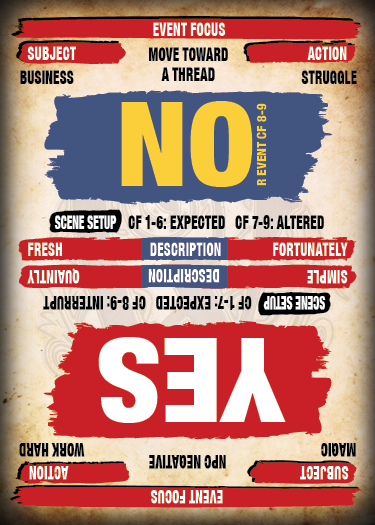 EVENT FOCUS
SUBJECT MOVE TOWARD ACTION
BUSINESS A THREAD STRUGGLE
NO
R EVENT CF 8-9
SCENE SETUP CF 1-6: EXPECTED CF 7-9: ALTERED
FRESH DESCRIPTION FORTUNATELY
SIMPLE DESCRIPTION QUAINTLY
SCENE SETUP CF 1-7: EXPECTED CF 8-9: INTERRUPT
YES
MAGIC NPC NEGATIVE WORK HARD
SUBJECT ACTION
EVENT FOCUS